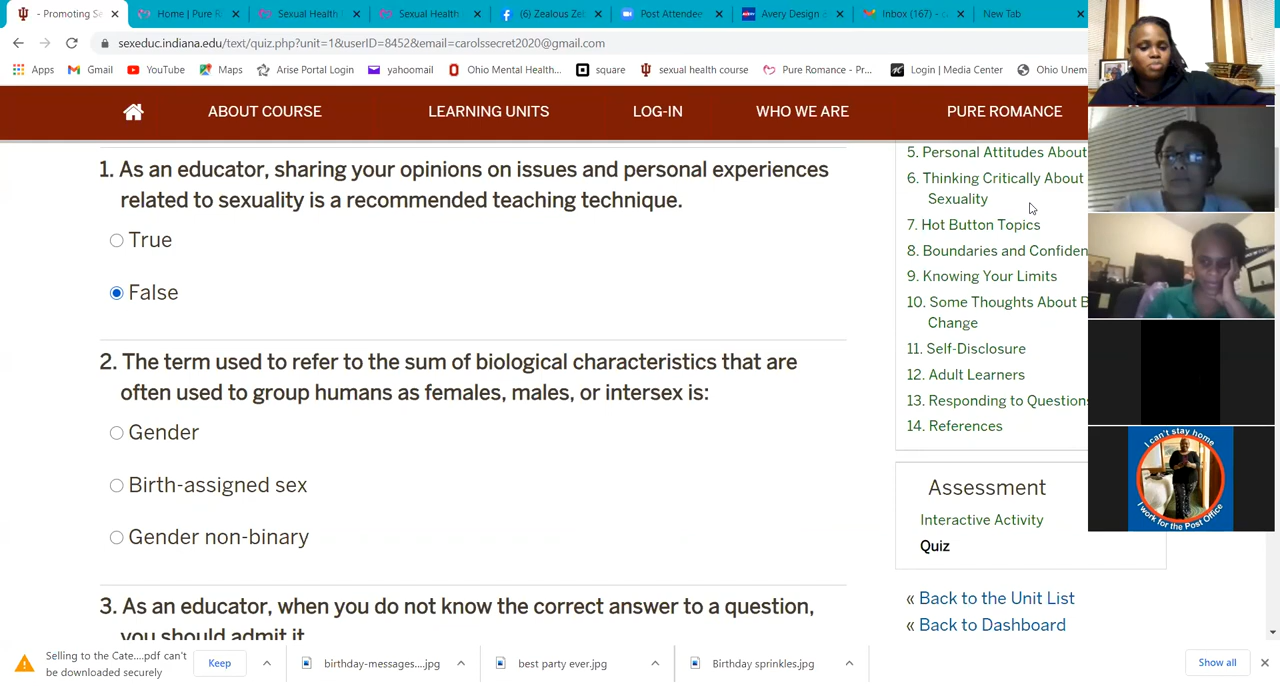 - Promoting Se
Home | Pure R
Sexual Health
Sexual Health
(6) Zealous Ze
Post Attendee
Avery Design
Inbox (167) -
New Tab
sexeduc.indiana.edu/text/quiz.php?unit=1&userID=8452&email=carolssecret2020@gmail.com
Apps
Gmail
YouTube
Maps
Arise Portal Login
yahoomail
Ohio Mental Health...
square
sexual health course
Pure Romance - Pr...
Login | Media Center
Ohio Unem
ABOUT COURSE
LEARNING UNITS
LOG-IN
WHO WE ARE
PURE ROMANCE
1. As an educator, sharing your opinions on issues and personal experiences
related to sexuality is a recommended teaching technique.
True
False
2. The term used to refer to the sum of biological characteristics that are
often used to group humans as females, males, or intersex is:
Gender
Birth-assigned sex
Gender non-binary
3. As an educator, when you do not know the correct answer to a question,
you should admit it
5. Personal Attitudes About
6. Thinking Critically About
Sexuality
7. Hot Button Topics
8. Boundaries and Confiden
9. Knowing Your Limits
10. Some Thoughts About B
Change
11. Self-Disclosure
12. Adult Learners
13. Responding to Questions
14. References
Assessment
Interactive Activity
Quiz
« Back to the Unit List
« Back to Dashboard
I can't stay home
I work for the Post Office
Selling to the Cate....pdf can't
be downloaded securely
Keep
birthday-messages....jpg
best party ever.jpg
Birthday sprinkles.jpg
Show all